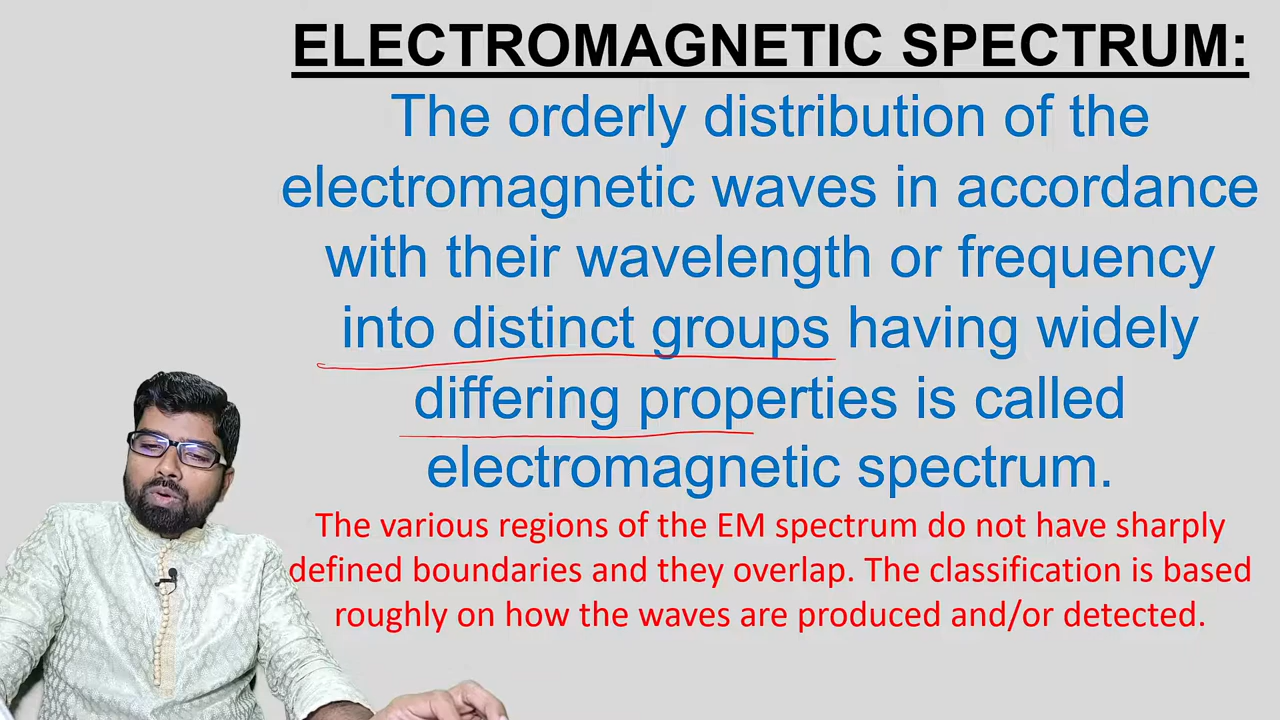 ELECTROMAGNETIC SPECTRUM:
The orderly distribution of the
electromagnetic waves in accordance
with their wavelength or frequency
into distinct groups having widely
differing properties is called
electromagnetic spectrum.
The various regions of the EM spectrum do not have sharply
defined boundaries and they overlap. The classification is based
roughly on how the waves are produced and/or detected.